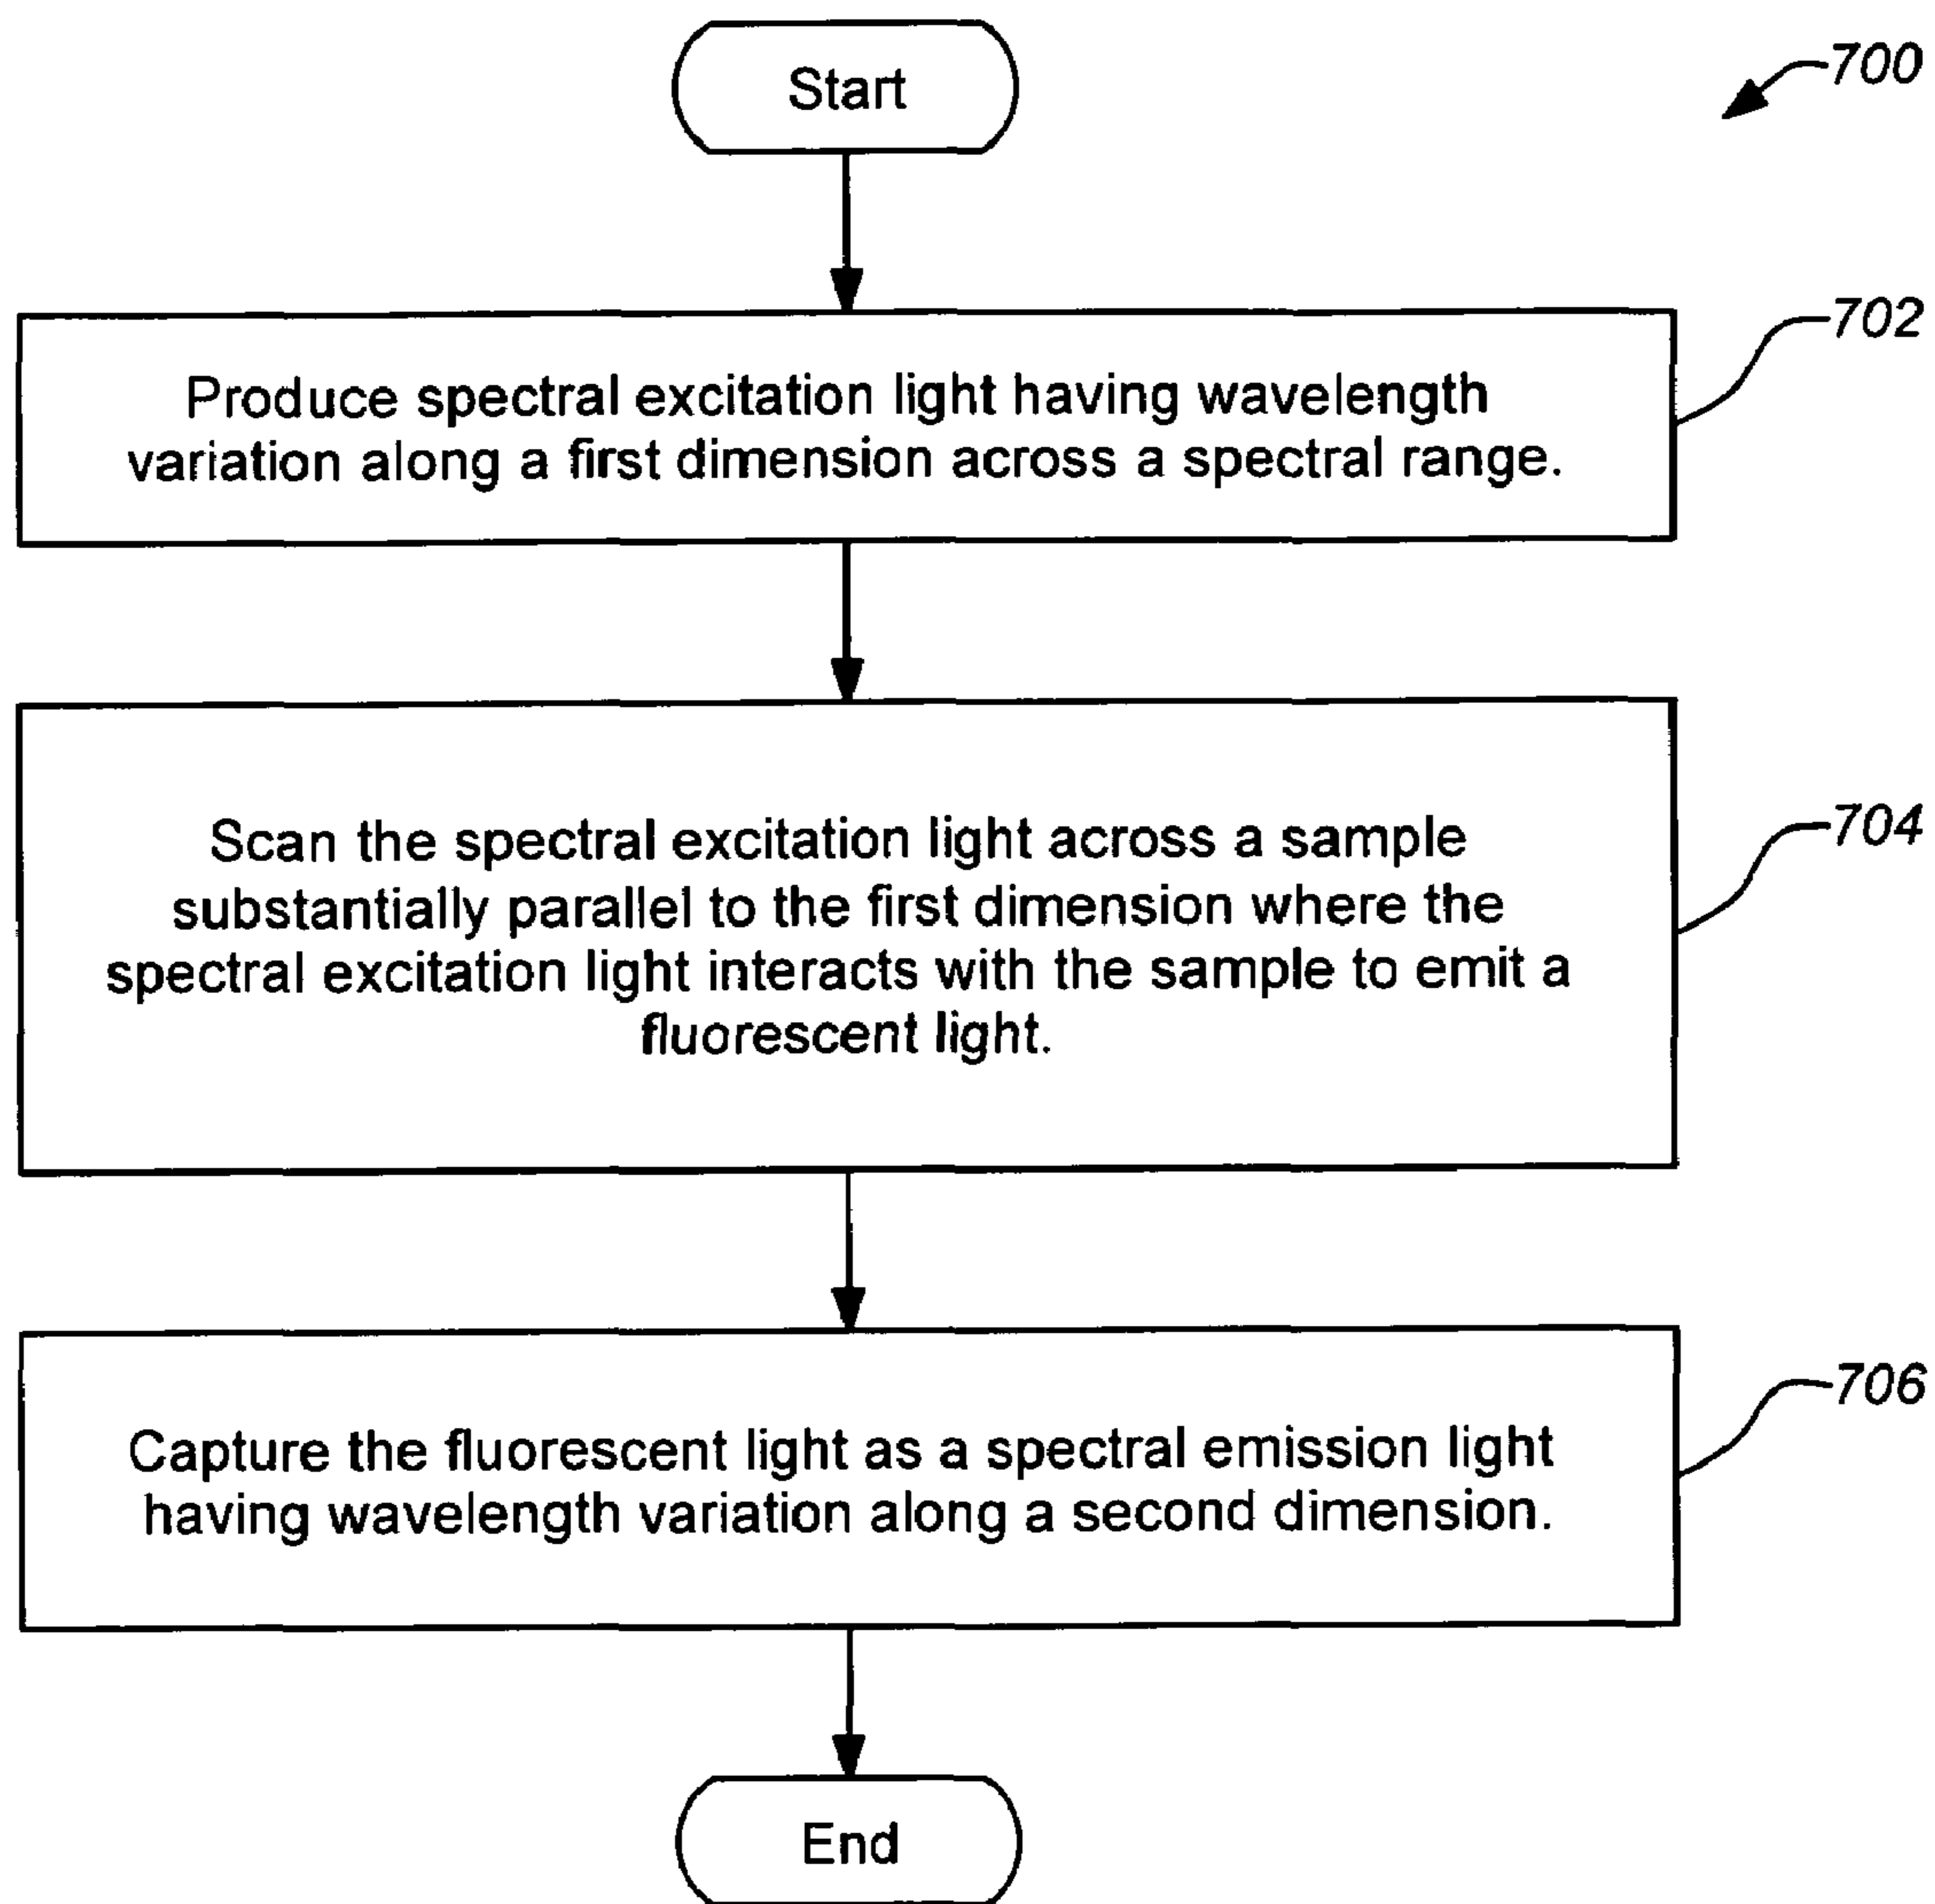 Start
700
702
Produce spectral excitation light having wavelength
variation along a first dimension across a spectral range.
704
Scan the spectral excitation light across a sample
substantially parallel to the first dimension where the
spectral excitation light interacts with the sample to emit a
fluorescent light.
706
Capture the fluorescent light as a spectral emission light
having wavelength variation along a second dimension.
End